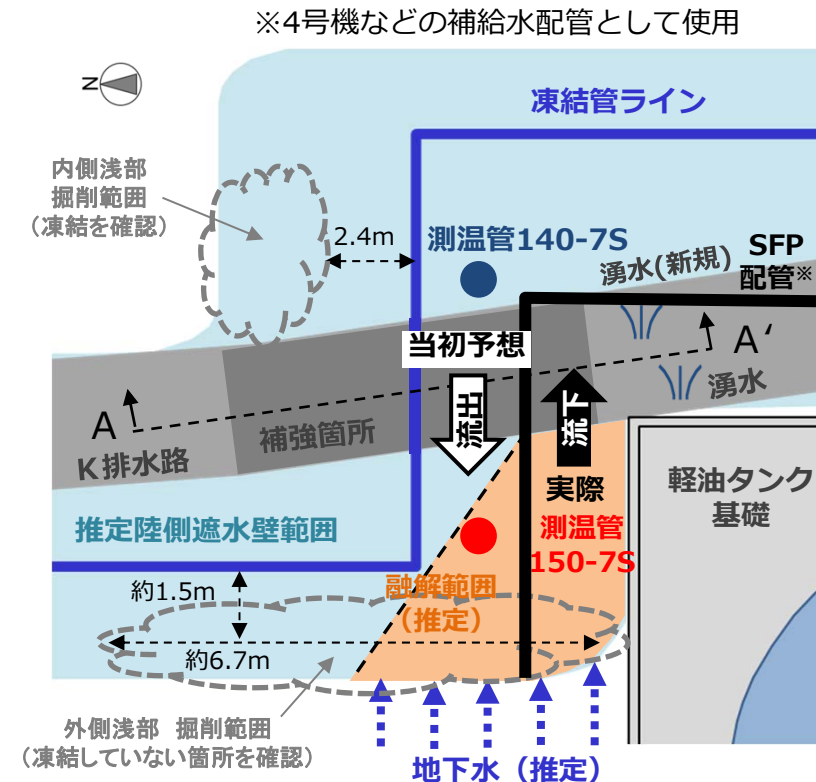 ※4号機などの補給水配管として使用
N
凍結管ライン
内側浅部
掘削範囲
（凍結を確認）
2.4m
測温管140-7S
湧水(新規)
SFP
配管※
当初予想
A
A‘
流出
流下
湧水
補強箇所
K排水路
実際
軽油タンク
基礎
推定陸側遮水壁範囲
測温管
150-7S
約1.5m
融解範囲
（推定）
約6.7m
外側浅部 掘削範囲
（凍結していない箇所を確認）
地下水（推定）